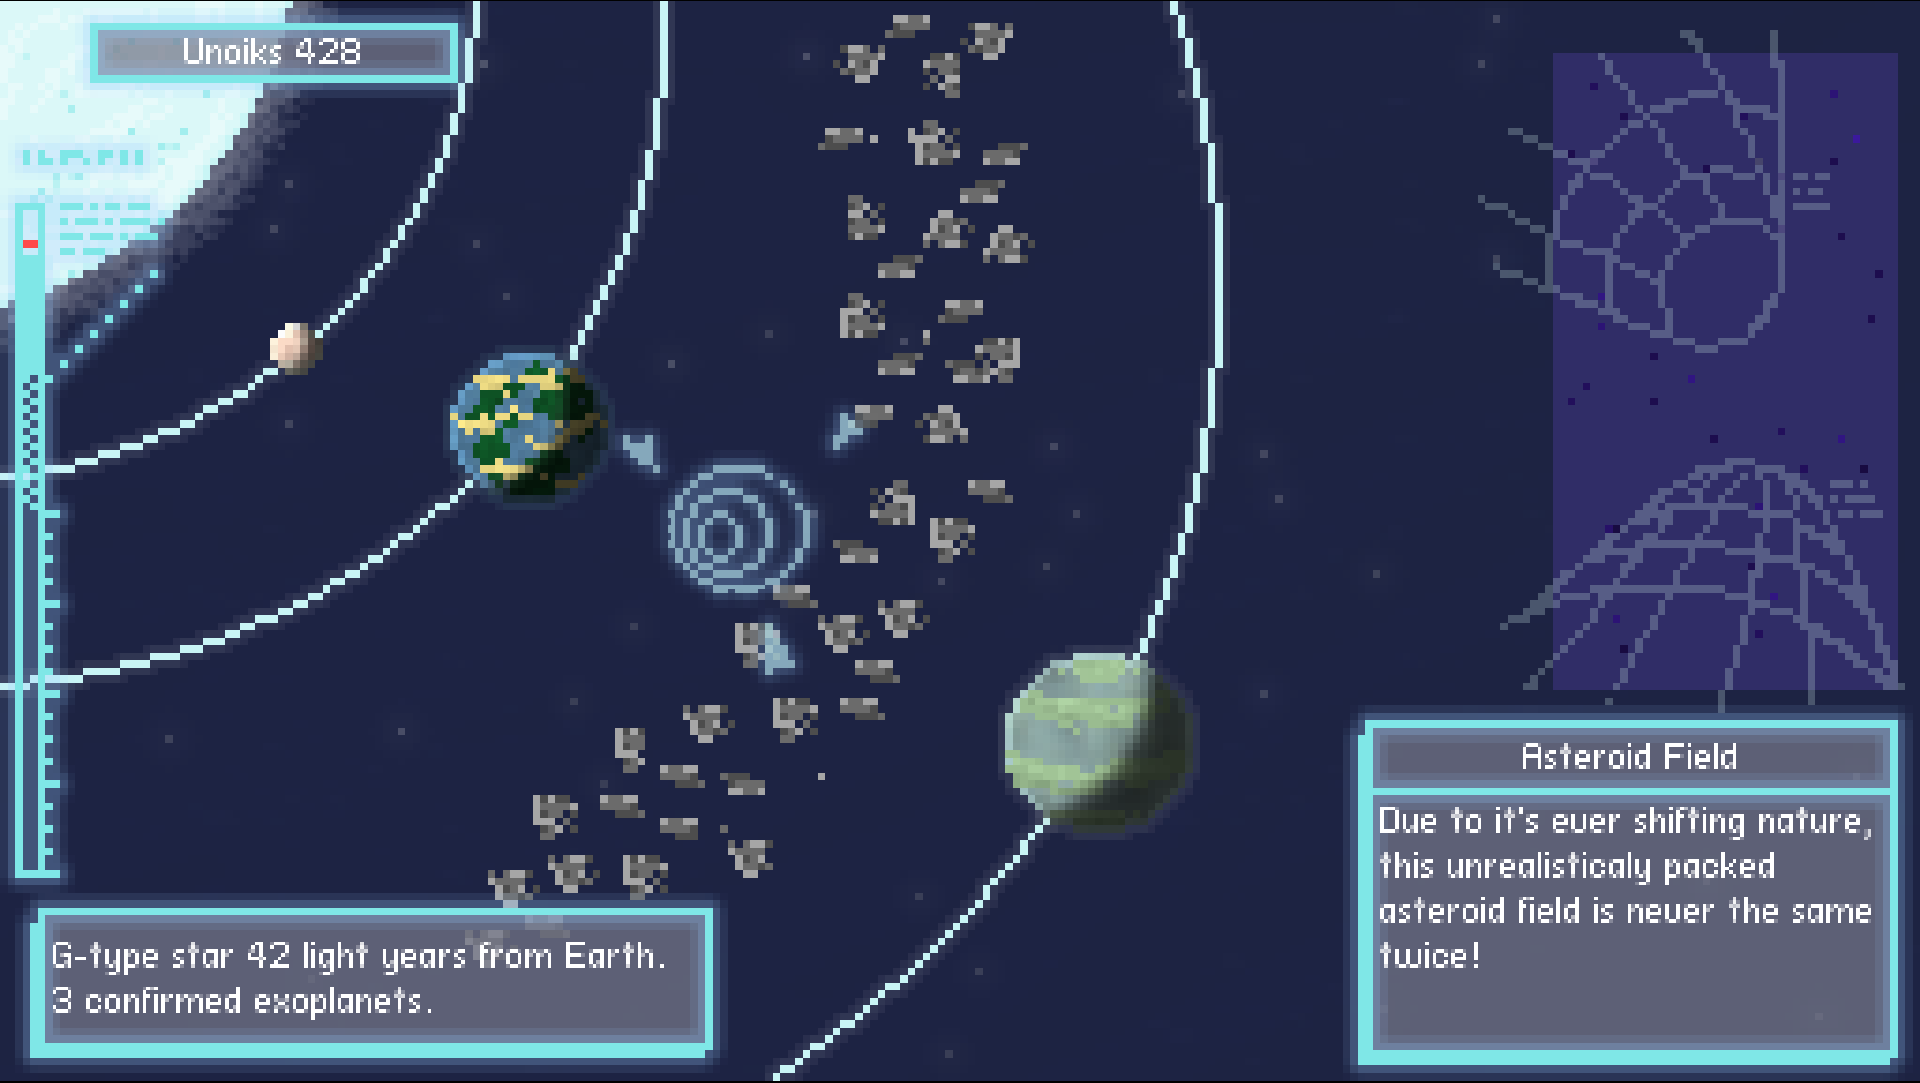 Unoiks 428
Asteroid Field
Due to it's ever shifting nature,
this unrealisticaly packed
asteroid field is never the same
twice!
G-type star 42 light years from Earth.
3 confirmed exoplanets.